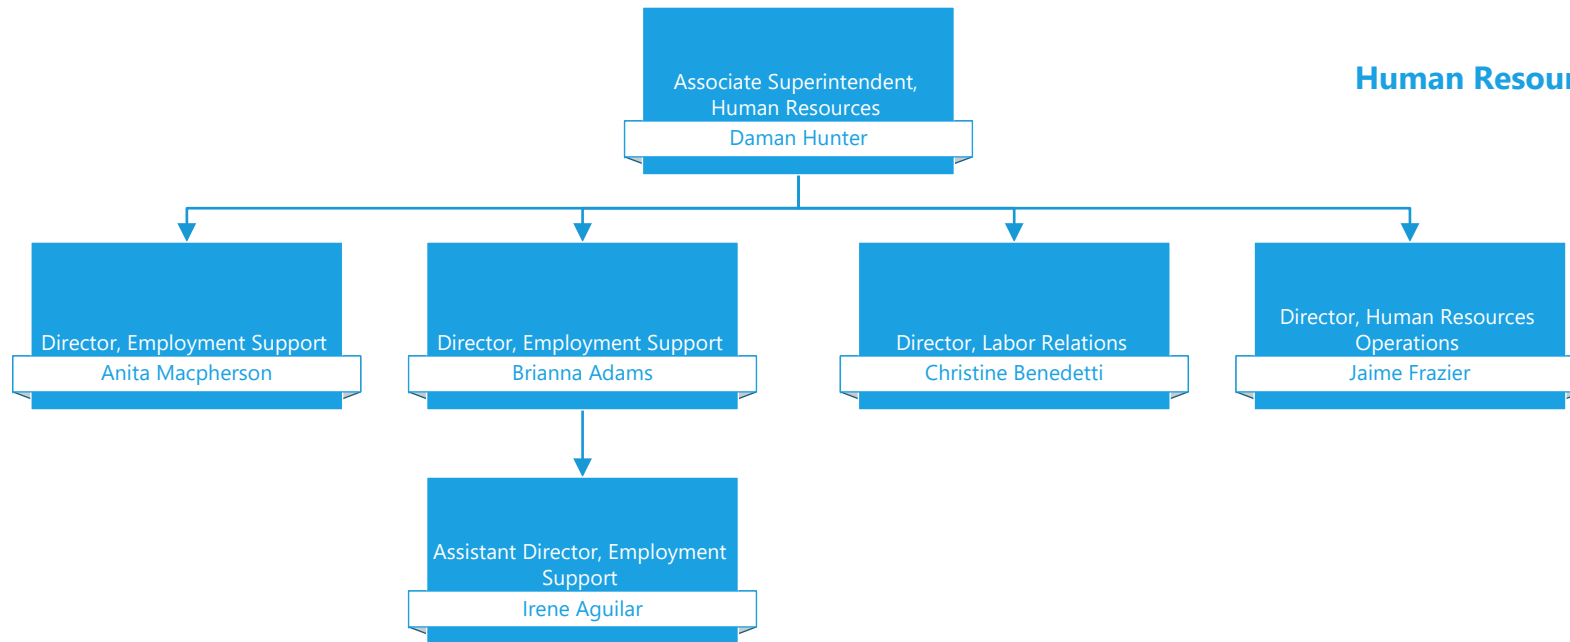 Human Resour
Associate Superintendent,
Human Resources
Daman Hunter
Director, Employment Support
Anita Macpherson
Director, Employment Support
Brianna Adams
Director, Labor Relations
Christine Benedetti
Director, Human Resources
Operations
Jaime Frazier
Assistant Director, Employment
Support
Irene Aguilar